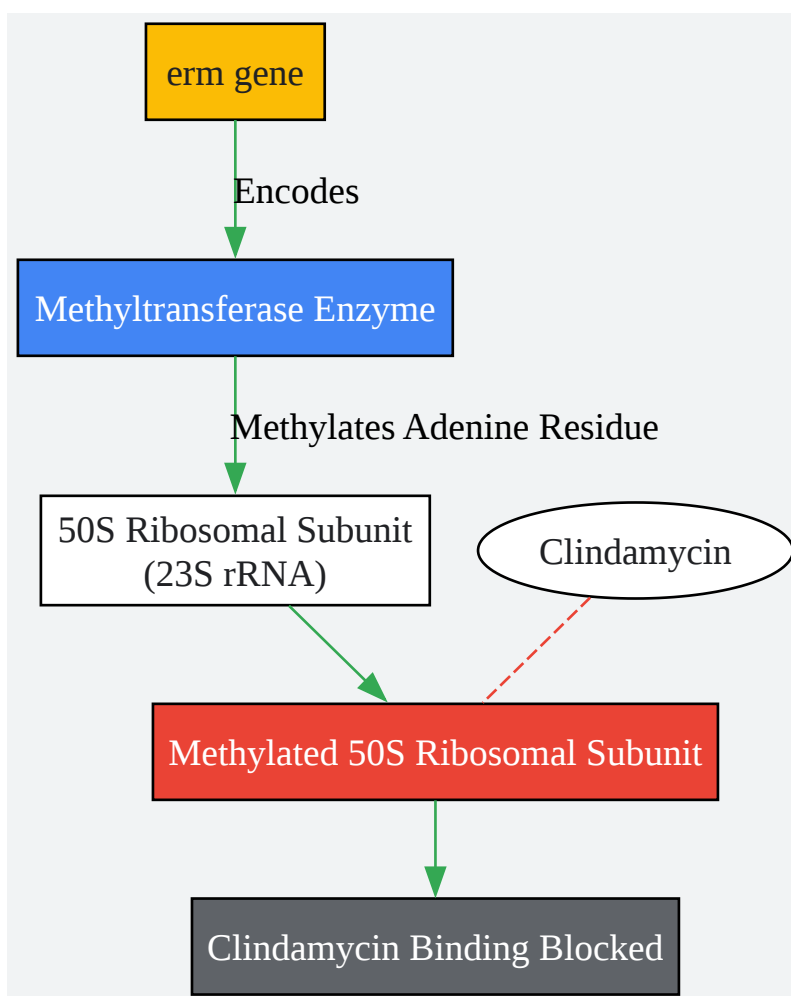 erm gene
Encodes
Methyltransferase Enzyme
Methylates Adenine Residue
50S Ribosomal Subunit
(23S rRNA)
Clindamycin
Methylated 50S Ribosomal Subunit
Clindamycin Binding Blocked